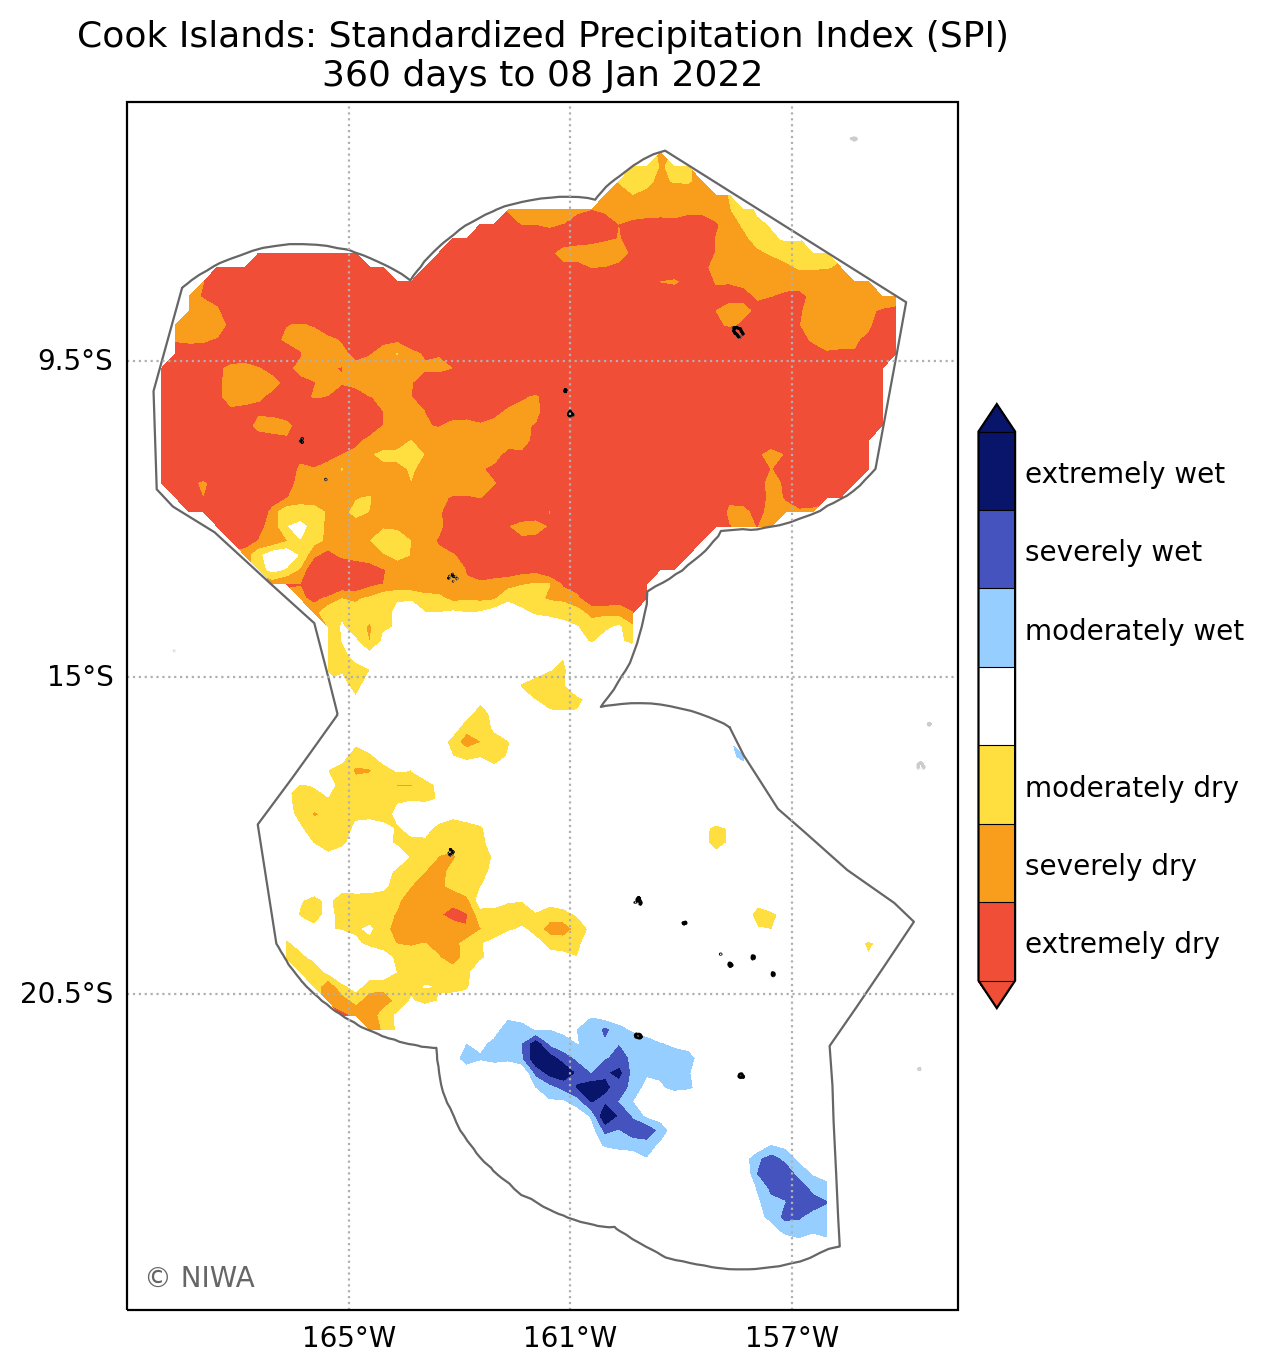 Cook Islands: Standardized Precipitation Index (SPI)
360 days to 08 Jan 2022
9.5°S
15°S
20.5°S
165°W
161°W
157°W
© NIWA
extremely wet
severely wet
moderately wet
moderately dry
severely dry
extremely dry